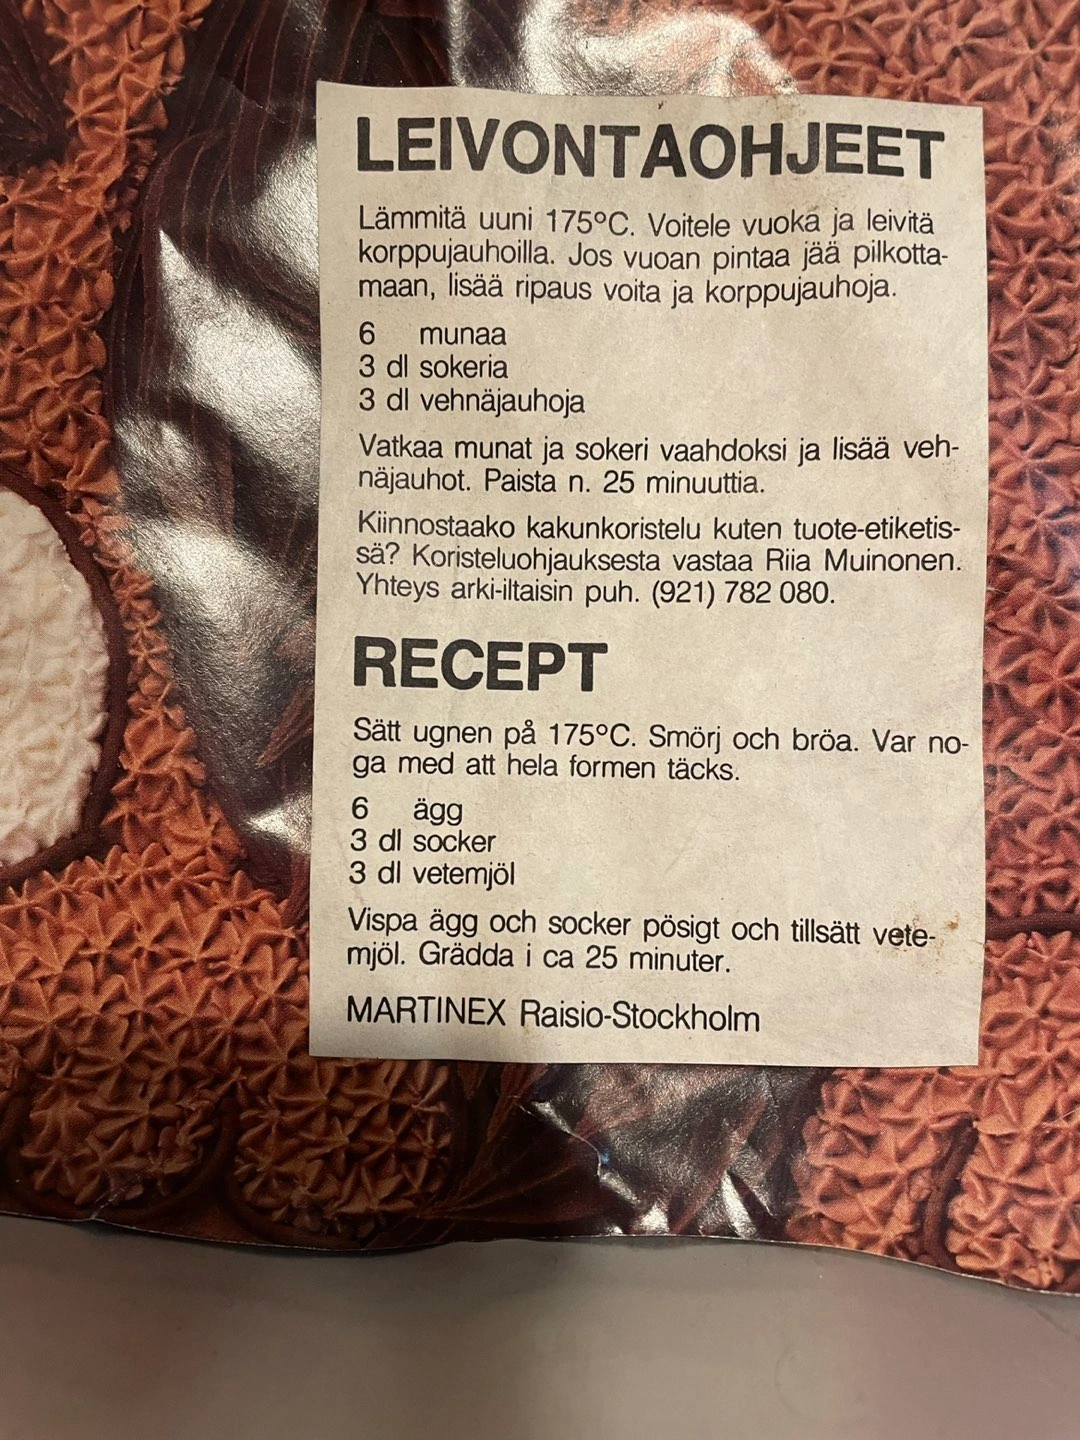 LEIVONTAOHJEET
Lämmitä uuni 175ºC. Voitele vuoka ja leivitä
korppujauhoilla. Jos vuoan pintaa jää pilkotta-
maan, lisää ripaus voita ja korppujauhoja.
6 munaa
3 dl sokeria
3 dl vehnäjauhoja
Vatkaa munat ja sokeri vaahdoksi ja lisää veh-
näjauhot. Paista n. 25 minuuttia.
Kiinnostaako kakunkoristelu kuten tuote-etiketis-
sä? Koristeluohjauksesta vastaa Riia Muinonen.
Yhteys arki-iltaisin puh. (921) 782 080.
RECEPT
Sätt ugnen på 175ºC. Smörj och bröa. Var no-
ga med att hela formen täcks.
6 ägg
3 dl socker
3 dl vetemjöl
Vispa ägg och socker pösigt och tillsätt vete-
mjöl. Grädda i ca 25 minuter.
MARTINEX Raisio-Stockholm